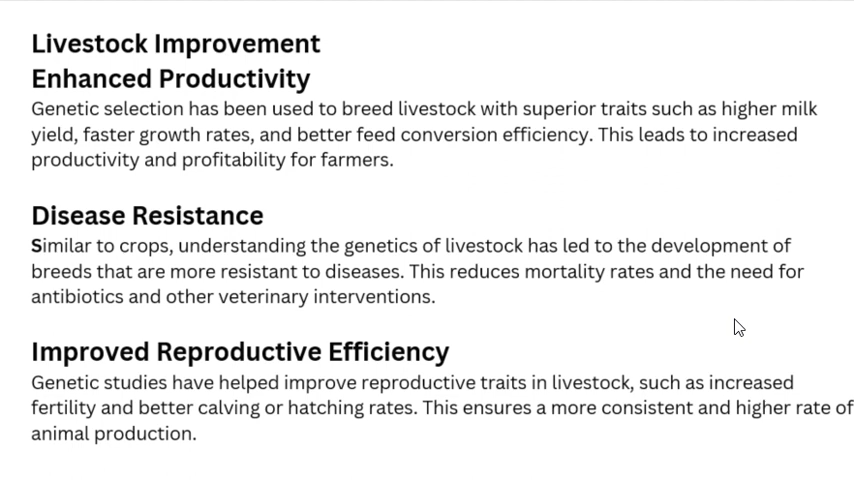 Livestock Improvement
Enhanced Productivity
Genetic selection has been used to breed livestock with superior traits such as higher milk
yield, faster growth rates, and better feed conversion efficiency. This leads to increased
productivity and profitability for farmers.
Disease Resistance
Similar to crops, understanding the genetics of livestock has led to the development of
breeds that are more resistant to diseases. This reduces mortality rates and the need for
antibiotics and other veterinary interventions.
Improved Reproductive Efficiency
Genetic studies have helped improve reproductive traits in livestock, such as increased
fertility and better calving or hatching rates. This ensures a more consistent and higher rate of
animal production.